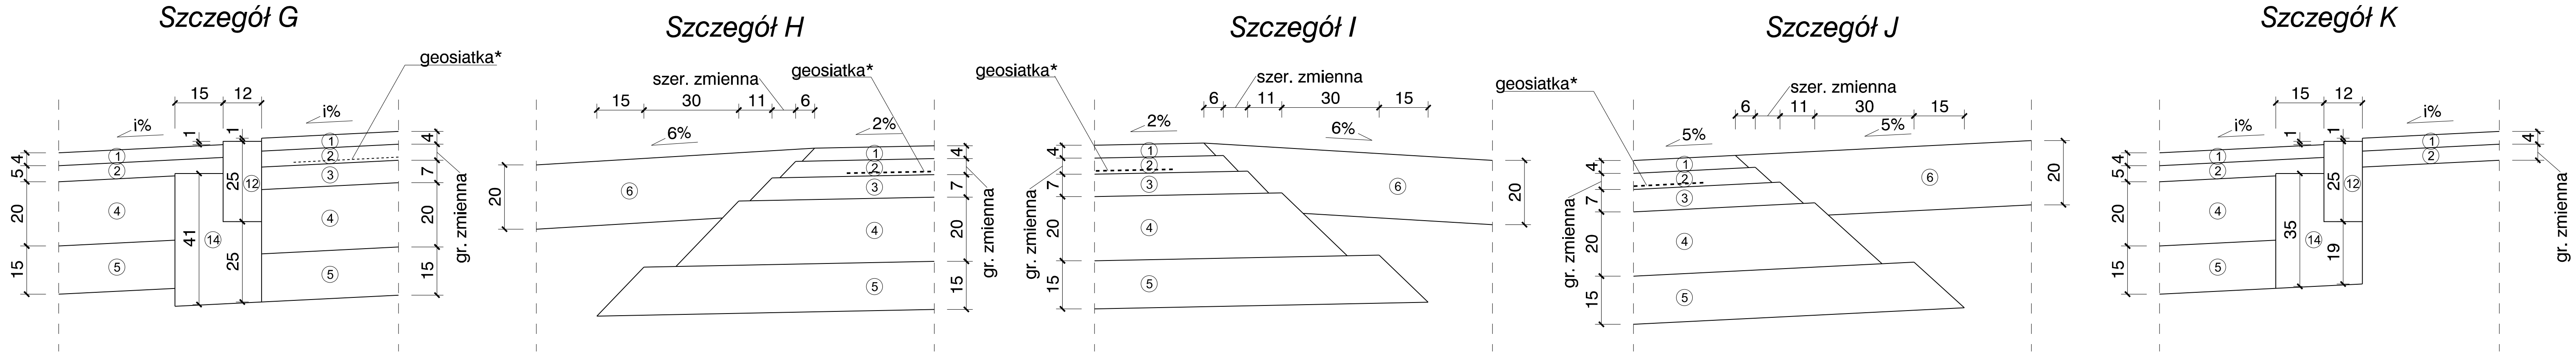 Szczegół G
geosiatka*
15 12
i% i%
1 1
4 5 20 15
1 2 4 5
41 14 25 12 25
1 2 3 4 5
4 7 20 15
gr. zmienna
Szczegół H
geosiatka*
szer. zmienna
15 30 11 6
6% 2%
20
6
1 2 3 4 5
4 7 20 15
gr. zmienna
Szczegół I
geosiatka*
szer. zmienna
6 11 30 15
2% 6%
4 7 20 15
gr. zmienna
1 2 3 4 5
6
20
Szczegół J
geosiatka*
szer. zmienna
6 11 30 15
5% 5%
4 7 20 15
gr. zmienna
1 2 3 4 5
6
20
Szczegół K
15 12
i% i%
1 1
4 5 20 15
1 2 4 5
35 14 25 12 19
1 2
4
gr. zmienna